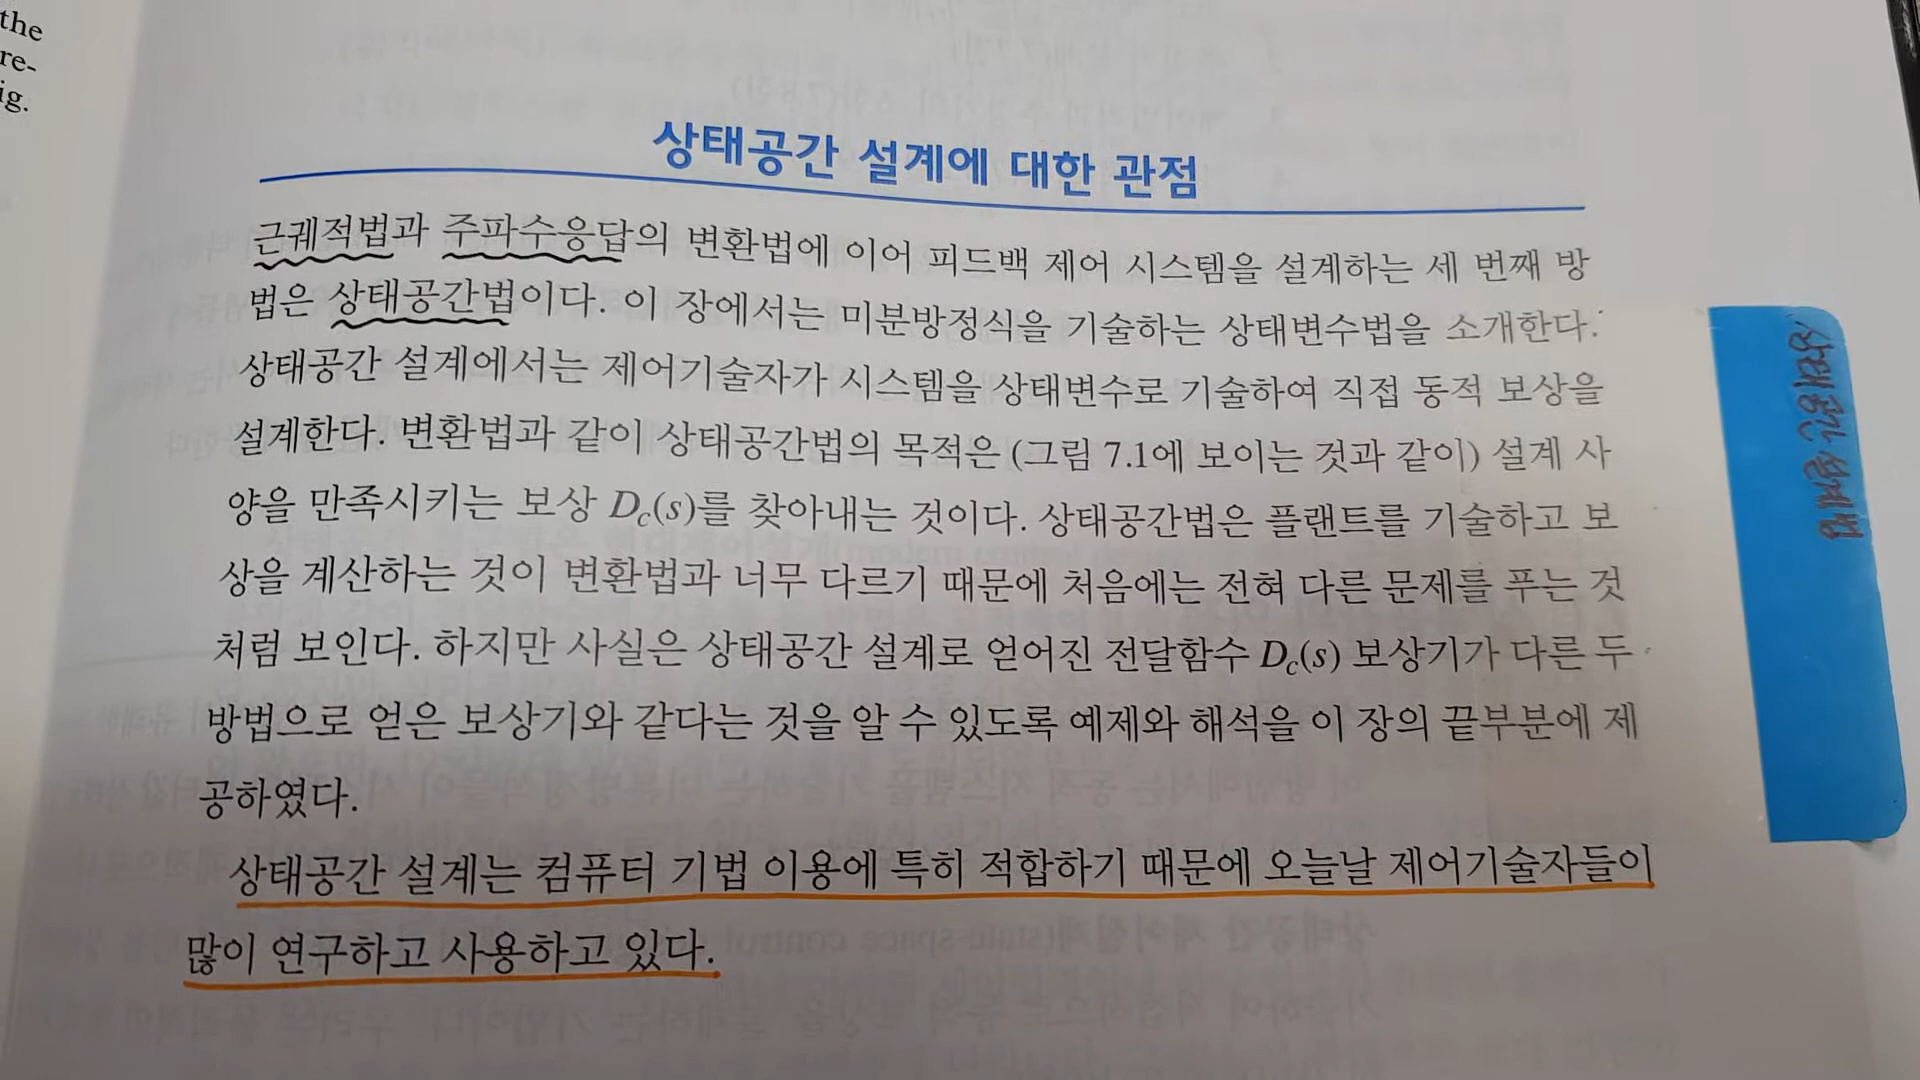 the
re-
ig.
상태공간 설계에 대한 관점
근궤적법과 주파수응답의 변환법에 이어 피드백 제어 시스템을 설계하는 세 번째 방
법은 상태공간법이다. 이 장에서는 미분방정식을 기술하는 상태변수법을 소개한다.
상태공간 설계에서는 제어기술자가 시스템을 상태변수로 기술하여 직접 동적 보상을
설계한다. 변환법과 같이 상태공간법의 목적은 (그림 7.1에 보이는 것과 같이) 설계 사
양을 만족시키는 보상 D_c(s)를 찾아내는 것이다. 상태공간법은 플랜트를 기술하고 보
상을 계산하는 것이 변환법과 너무 다르기 때문에 처음에는 전혀 다른 문제를 푸는 것
처럼 보인다. 하지만 사실은 상태공간 설계로 얻어진 전달함수 D_c(s) 보상기가 다른 두
방법으로 얻은 보상기와 같다는 것을 알 수 있도록 예제와 해석을 이 장의 끝부분에 제
공하였다.
상태공간 설계는 컴퓨터 기법 이용에 특히 적합하기 때문에 오늘날 제어기술자들이
많이 연구하고 사용하고 있다.
상태공간 설계법